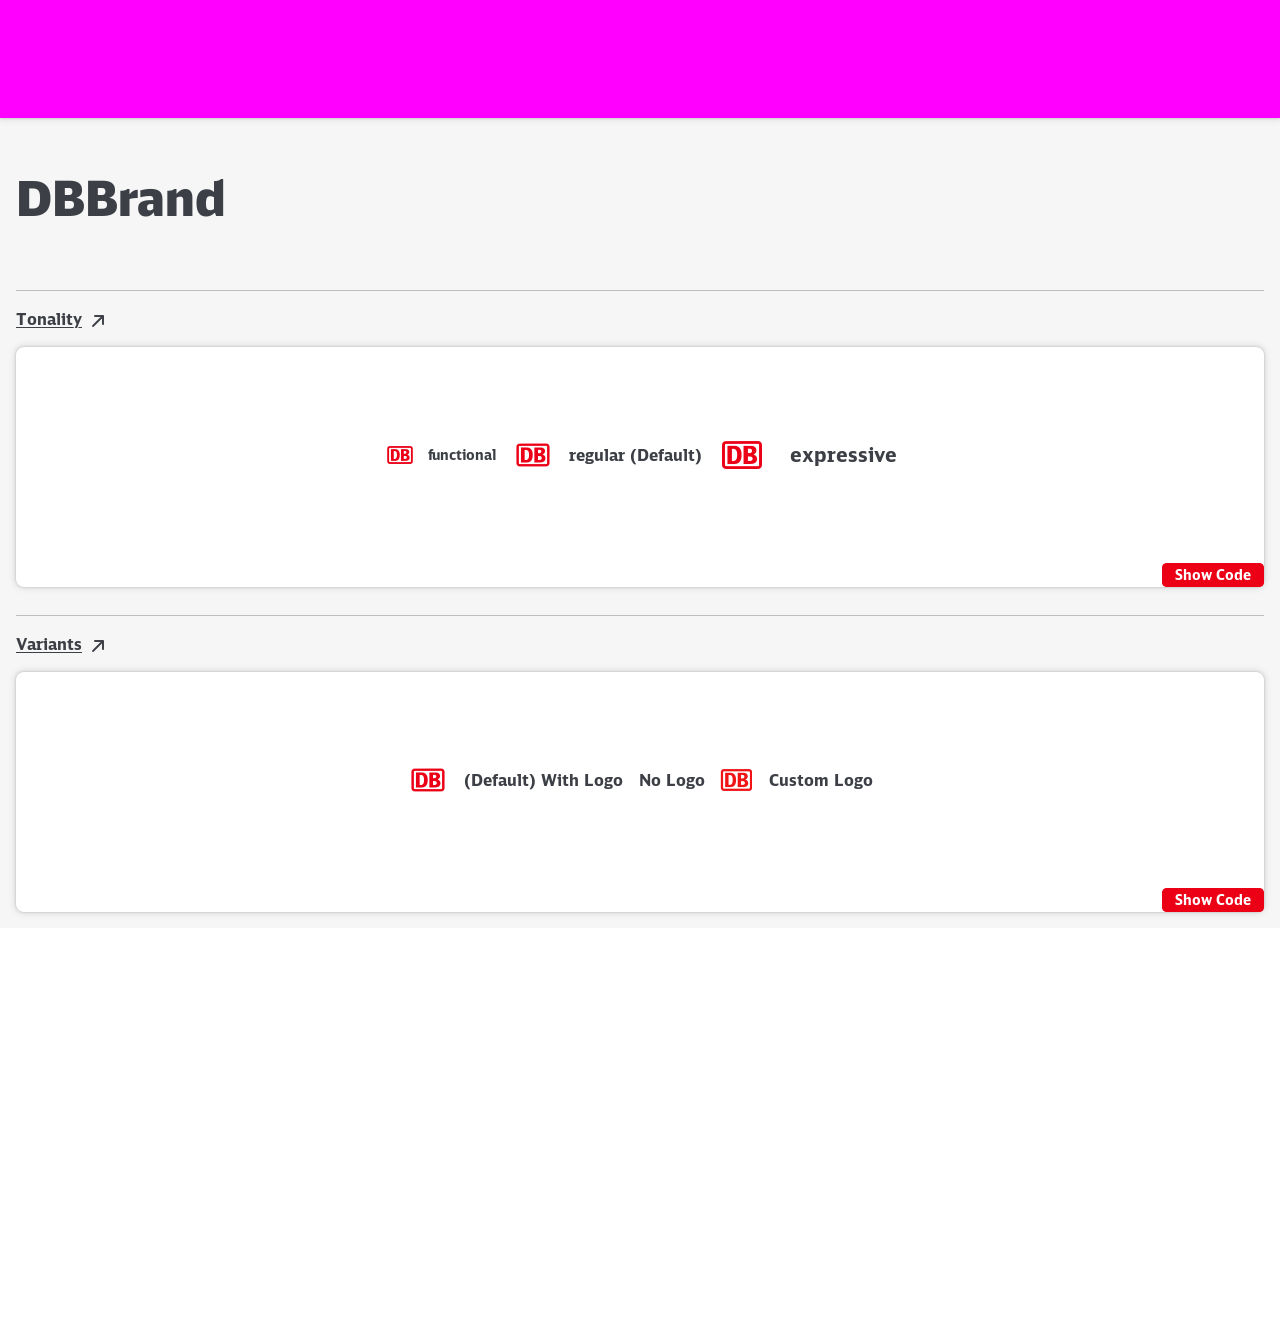 DBBrand
Tonality
DB functional DB regular (Default) DB expressive
Show Code
Variants
DB (Default) With Logo No Logo DB Custom Logo
Show Code